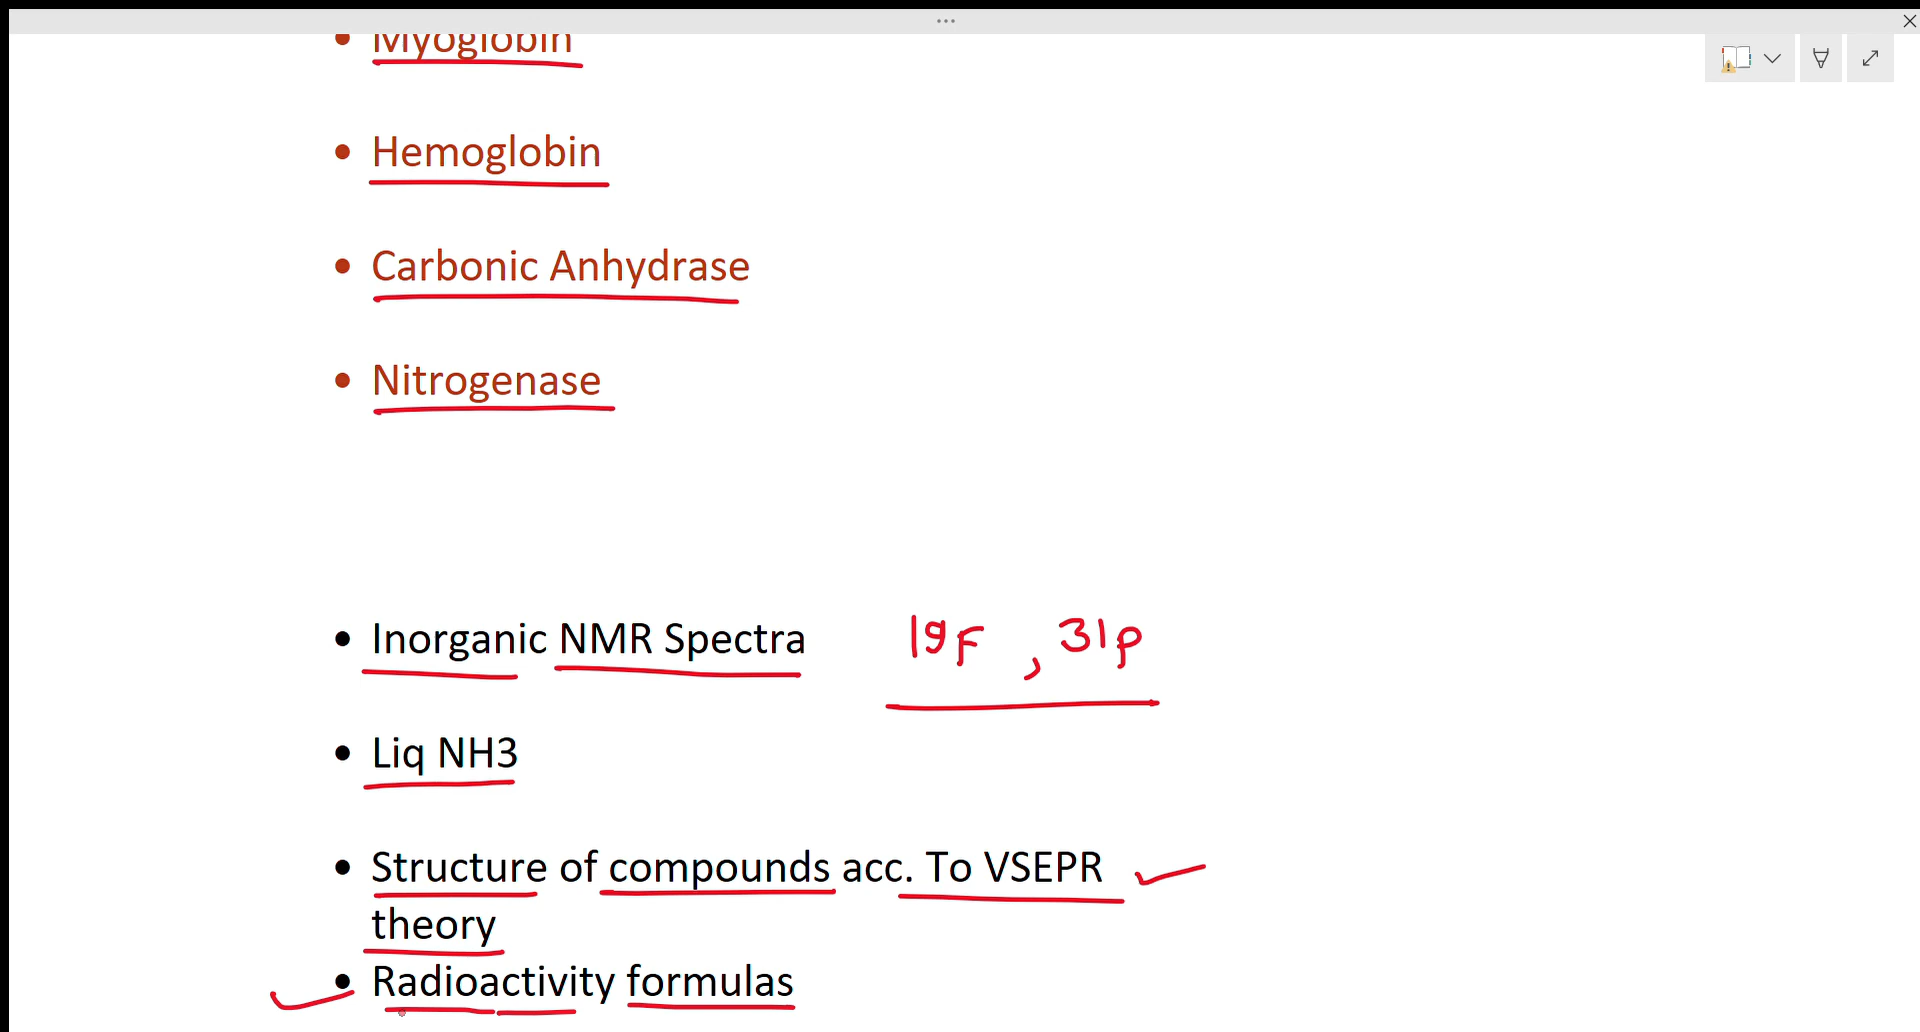 • Myoglobin
• Hemoglobin
• Carbonic Anhydrase
• Nitrogenase
• Inorganic NMR Spectra 19F , 31P
• Liq NH3
• Structure of compounds acc. To VSEPR
theory
• Radioactivity formulas